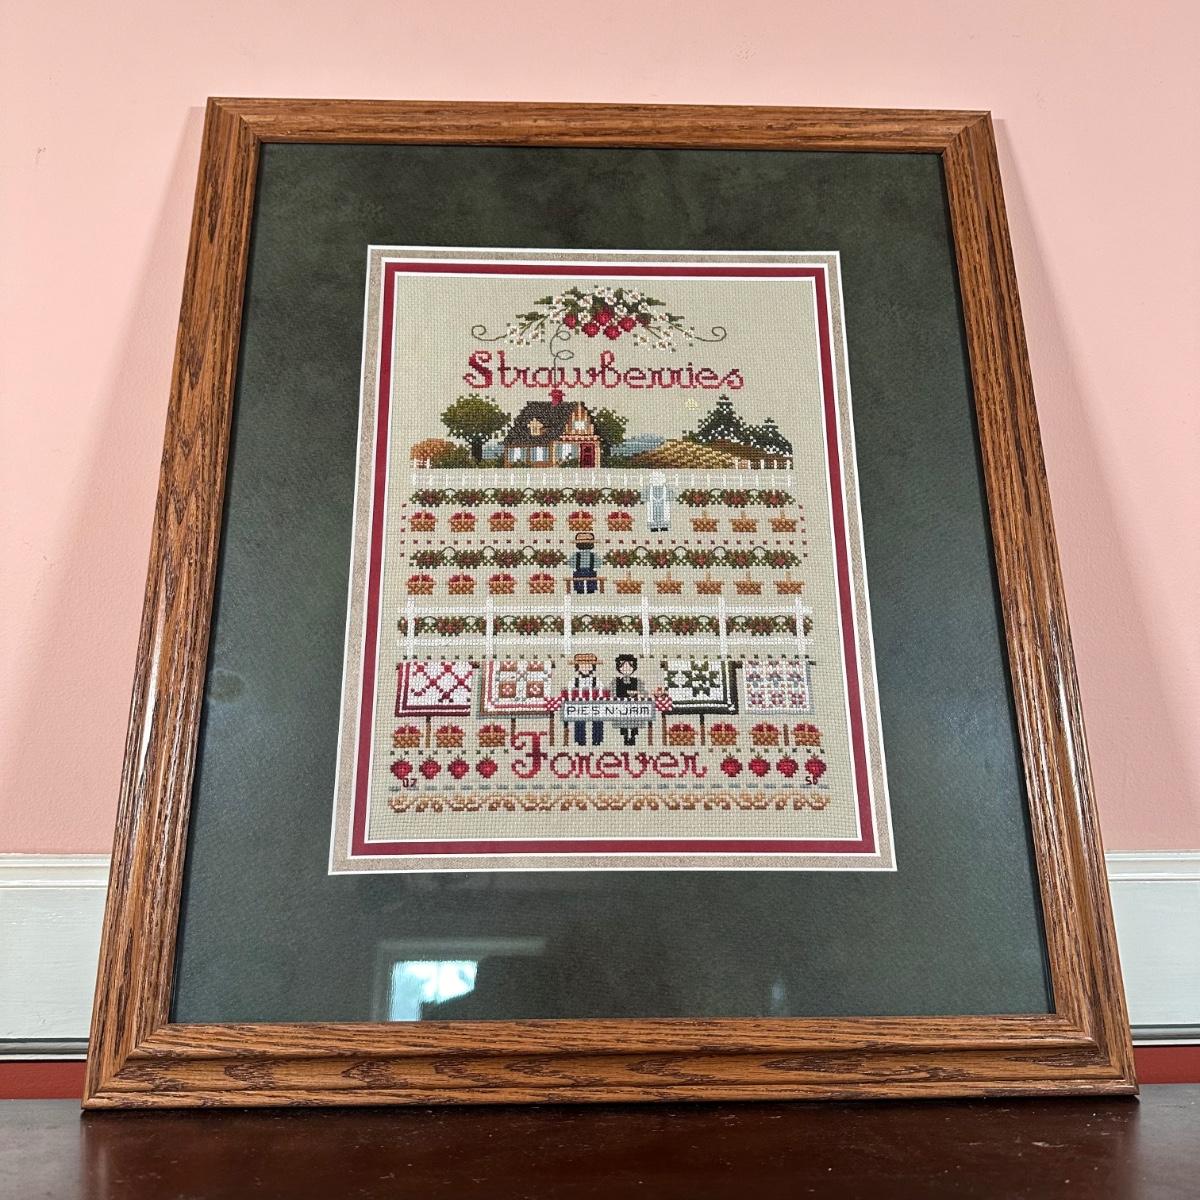 Strawberries
PIES N' JAM
Forever